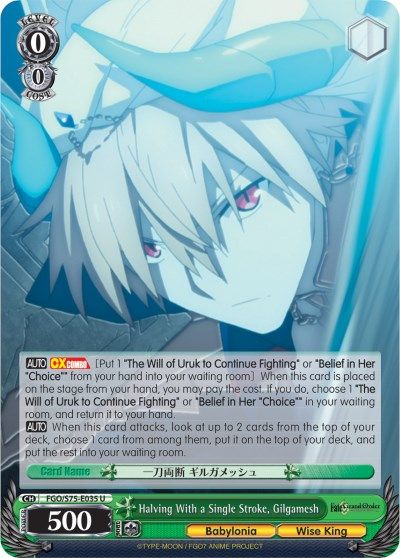 LEVEL
0
0
COST
AUTO CX COMBO [Put 1 "The Will of Uruk to Continue Fighting" or "Belief in Her
"Choice"" from your hand into your waiting room] When this card is placed
on the stage from your hand, you may pay the cost. If you do, choose 1 "The
Will of Uruk to Continue Fighting" or "Belief in Her "Choice"" in your waiting
room, and return it to your hand.
AUTO When this card attacks, look at up to 2 cards from the top of your
deck, choose 1 card from among them, put it on the top of your deck, and
put the rest into your waiting room.
Card Name
一刀両断 ギルガメッシュ
CH FGO/S75-E035 U
Halving With a Single Stroke, Gilgamesh
Fate Grand Order
POWER
500
SOUL
Babylonia
Wise King
©TYPE-MOON / FGO7 ANIME PROJECT